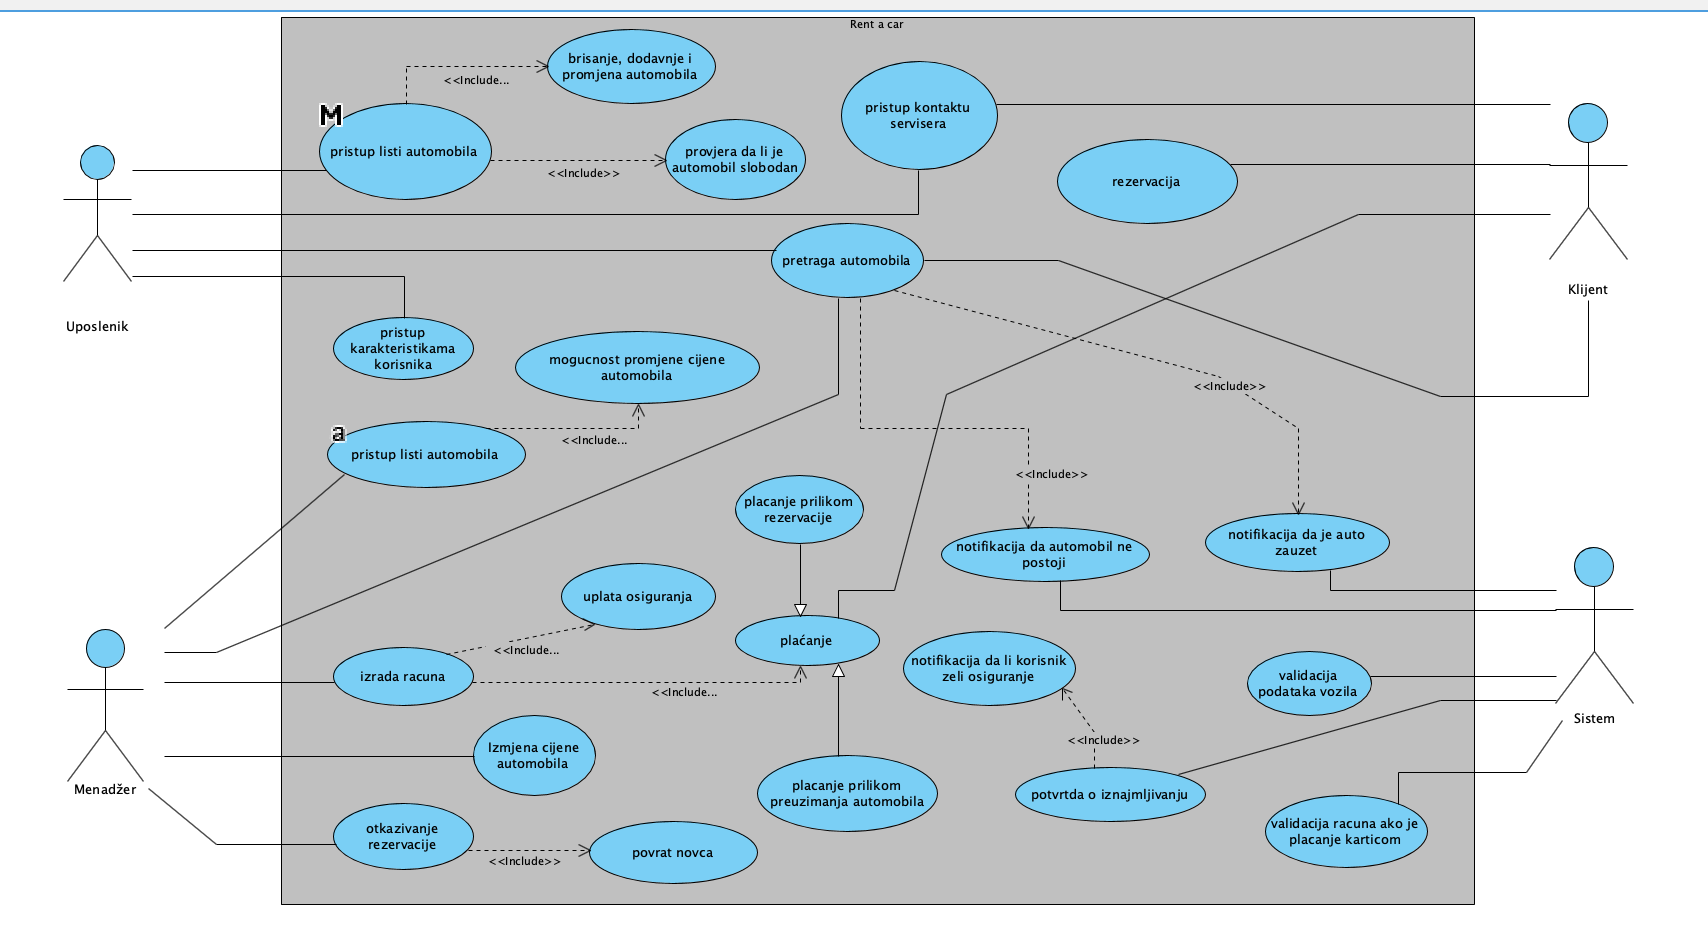 Rent a car
brisanje, dodavnje i
promjena automobila
<<Include...
M
pristup listi automobila
<<Include>>
provjera da li je
automobil slobodan
pristup kontaktu
servisera
rezervacija
pretraga automobila
Uposlenik
Klijent
pristup
karakteristikama
korisnika
mogucnost promjene cijene
automobila
<<Include...
<<Include>>
a
pristup listi automobila
<<Include>>
placanje prilikom
rezervacije
notifikacija da automobil ne
postoji
notifikacija da je auto
zauzet
uplata osiguranja
<<Include...
plaćanje
izrada racuna
<<Include...
notifikacija da li korisnik
zeli osiguranje
validacija
podataka vozila
Sistem
<<Include>>
Izmjena cijene
automobila
Menadžer
placanje prilikom
preuzimanja automobila
potvrtda o iznajmljivanju
otkazivanje
rezervacije
<<Include>>
povrat novca
validacija racuna ako je
placanje karticom